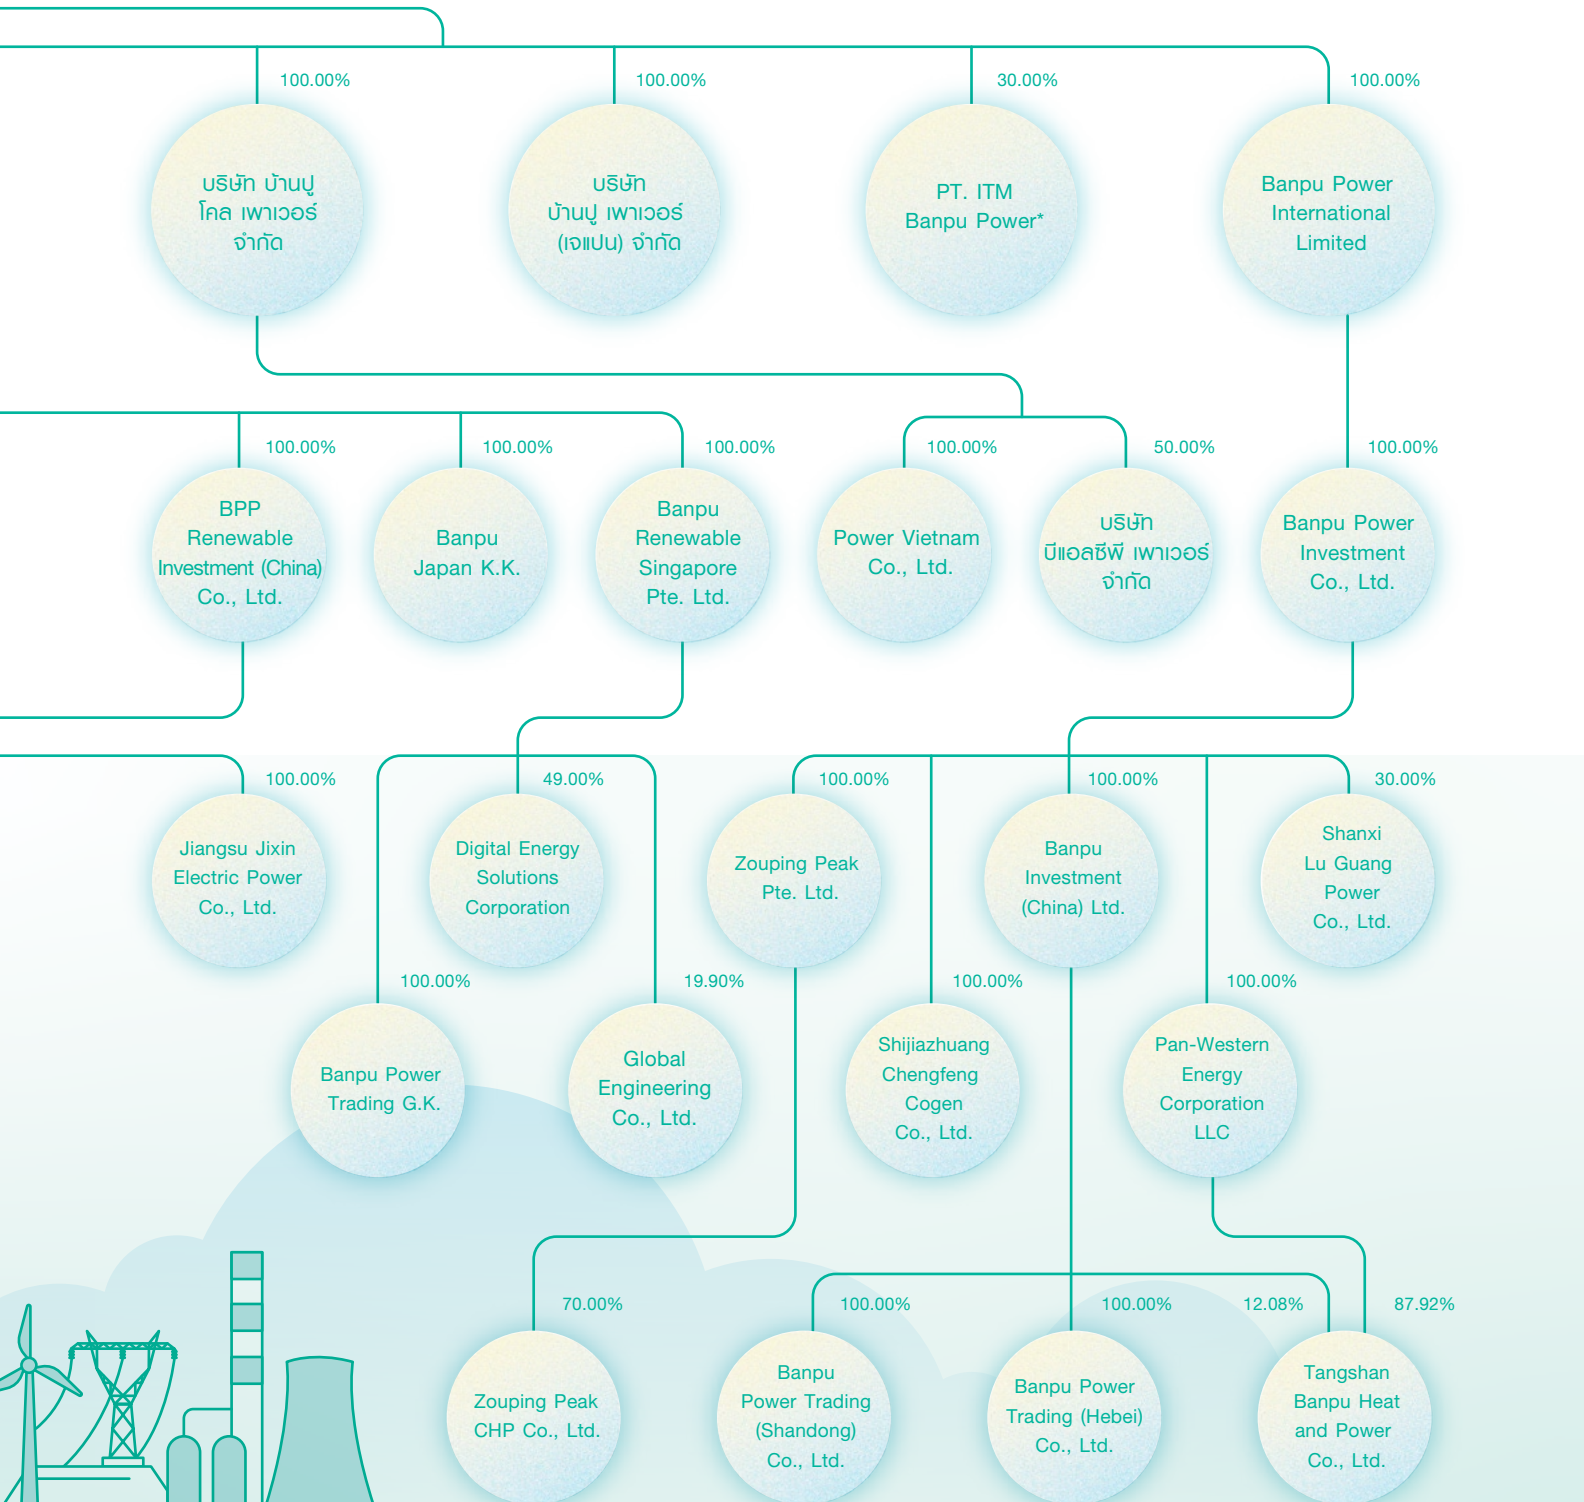 100.00%
100.00%
30.00%
100.00%
บริษัท บ้านปู
โคล เพาเวอร์
จำกัด
บริษัท
บ้านปู เพาเวอร์
(เจแปน) จำกัด
PT. ITM
Banpu Power*
Banpu Power
International
Limited
100.00%
100.00%
100.00%
100.00%
50.00%
100.00%
BPP
Renewable
Investment (China)
Co., Ltd.
Banpu
Japan K.K.
Banpu
Renewable
Singapore
Pte. Ltd.
Power Vietnam
Co., Ltd.
บริษัท
บีแอลซีพี เพาเวอร์
จำกัด
Banpu Power
Investment
Co., Ltd.
100.00%
49.00%
100.00%
100.00%
30.00%
Jiangsu Jixin
Electric Power
Co., Ltd.
Digital Energy
Solutions
Corporation
Zouping Peak
Pte. Ltd.
Banpu
Investment
(China) Ltd.
Shanxi
Lu Guang
Power
Co., Ltd.
100.00%
19.90%
100.00%
100.00%
Banpu Power
Trading G.K.
Global
Engineering
Co., Ltd.
Shijiazhuang
Chengfeng
Cogen
Co., Ltd.
Pan-Western
Energy
Corporation
LLC
70.00%
100.00%
100.00%
12.08%
87.92%
Zouping Peak
CHP Co., Ltd.
Banpu
Power Trading
(Shandong)
Co., Ltd.
Banpu Power
Trading (Hebei)
Co., Ltd.
Tangshan
Banpu Heat
and Power
Co., Ltd.